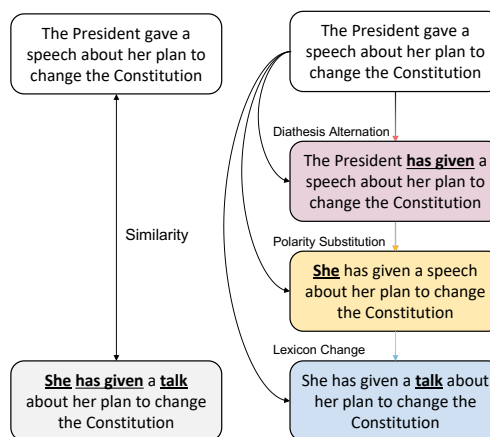 The President gave a
speech about her plan to
change the Constitution
Similarity
She has given a talk
about her plan to change
the Constitution
The President gave a
speech about her plan to
change the Constitution
Diathesis Alternation
The President has given a
speech about her plan to
change the Constitution
Polarity Substitution
She has given a speech
about her plan to change
the Constitution
Lexicon Change
She has given a talk about
her plan to change the
Constitution